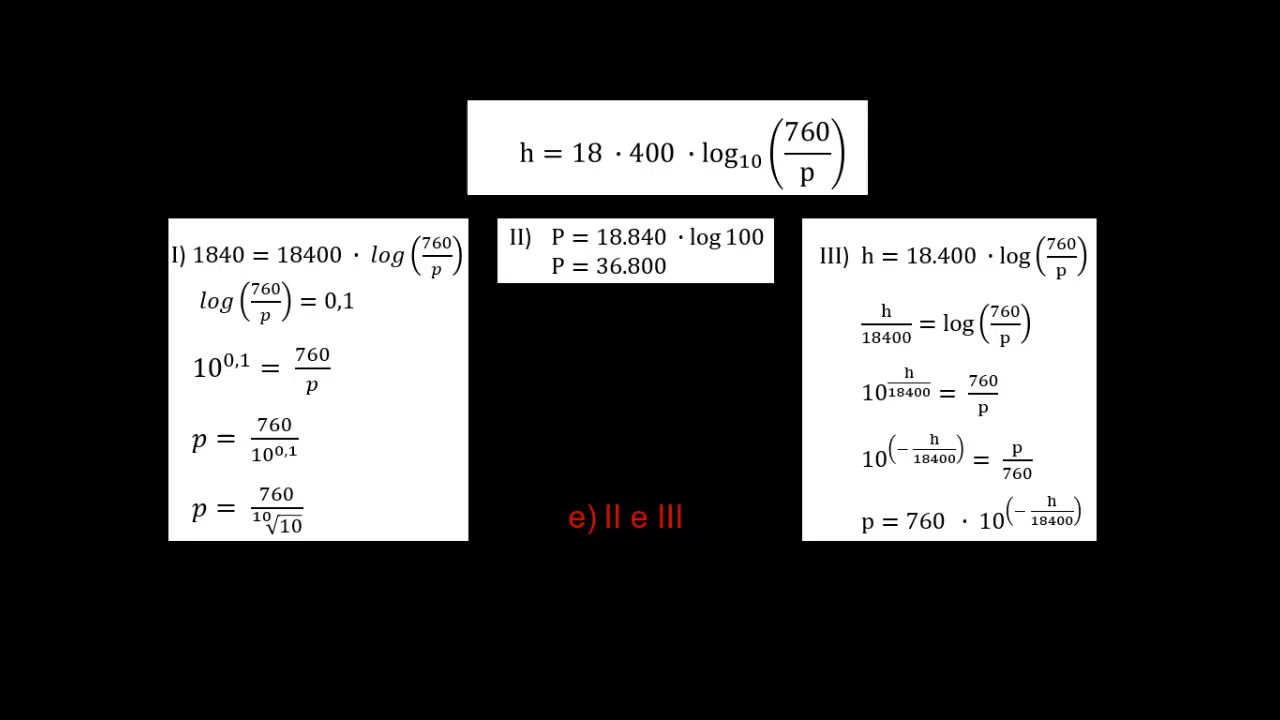 h = 18 · 400 · log₁₀ (760/p)
I) 1840 = 18400 · log (760/p)
log (760/p) = 0,1
10^0,1 = 760/p
p = 760/10^0,1
p = 760/¹⁰√10
II) P = 18.840 · log 100
P = 36.800
III) h = 18.400 · log (760/p)
h/18400 = log (760/p)
10^(h/18400) = 760/p
10^(− h/18400) = p/760
p = 760 · 10^(− h/18400)
e) II e III